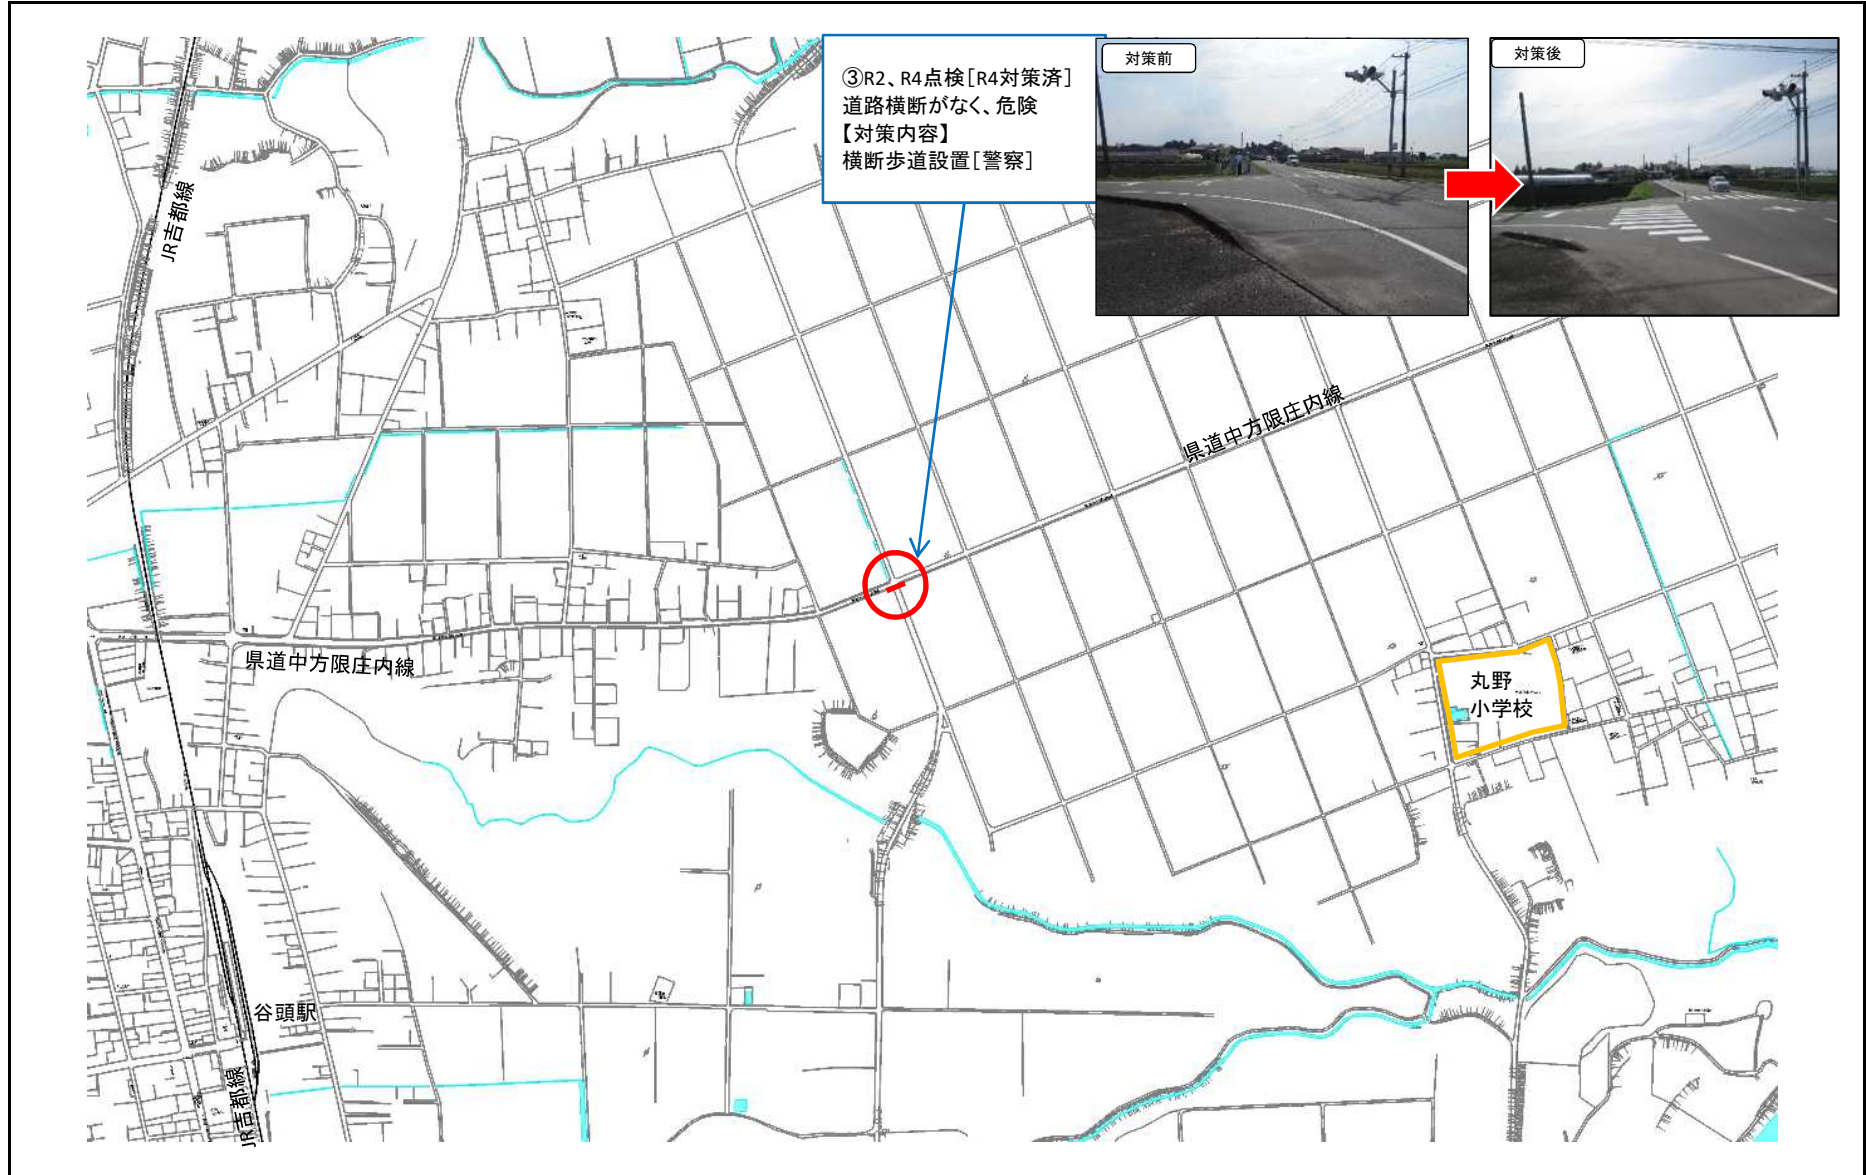 ③R2、R4点検[R4対策済]
道路横断がなく、危険
【対策内容】
横断歩道設置[警察]
対策前
対策後
JR吉都線
県道中方限庄内線
県道中方限庄内線
丸野
小学校
谷頭駅
JR吉都線